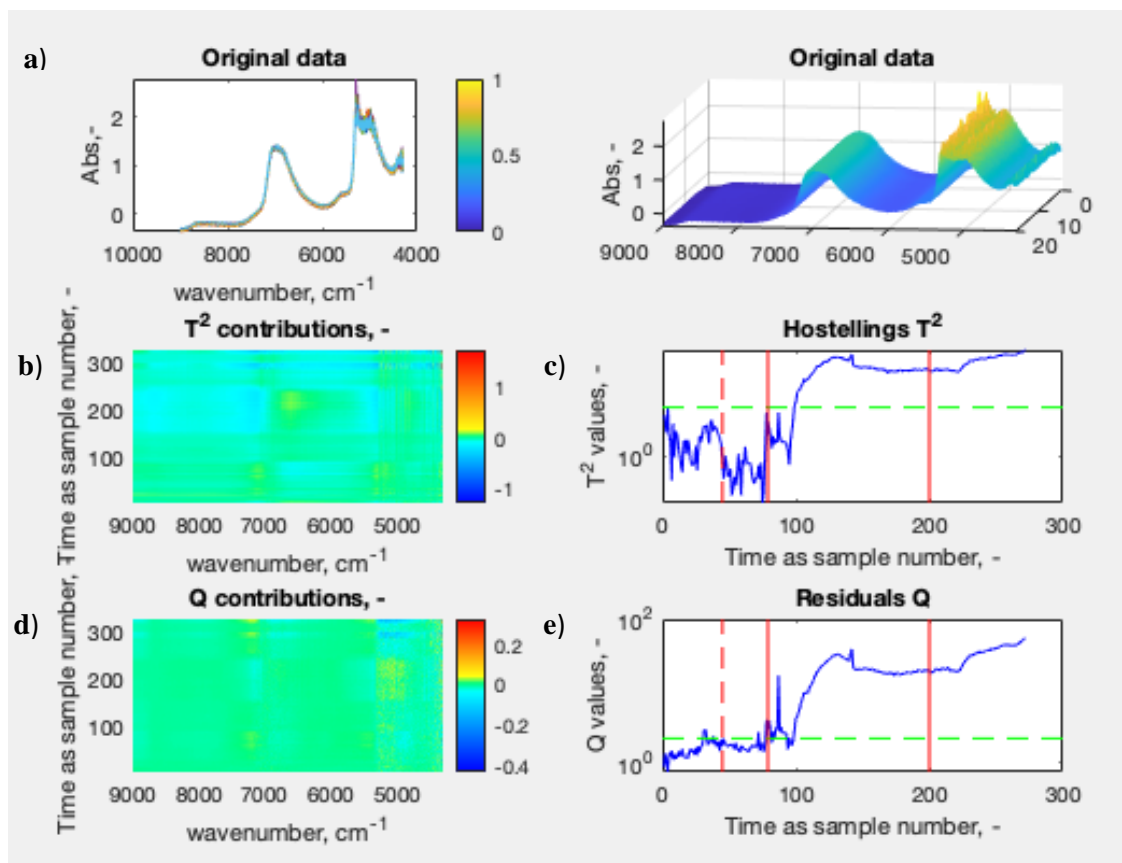 a)
Original data
Abs,-
2
1
0
10000
8000
6000
4000
wavenumber, cm-1
1
0.5
0
Original data
Abs,-
2
1
0
9000
8000
7000
6000
5000
0
10
20
b)
T2 contributions, -
Time as sample number, -
300
200
100
9000
8000
7000
6000
5000
wavenumber, cm-1
1
0
-1
c)
Hostellings T2
T2 values, -
100
0
100
200
300
Time as sample number, -
d)
Q contributions, -
Time as sample number, -
300
200
100
9000
8000
7000
6000
5000
wavenumber, cm-1
0.2
0
-0.2
-0.4
e)
Residuals Q
Q values, -
102
100
0
100
200
300
Time as sample number, -